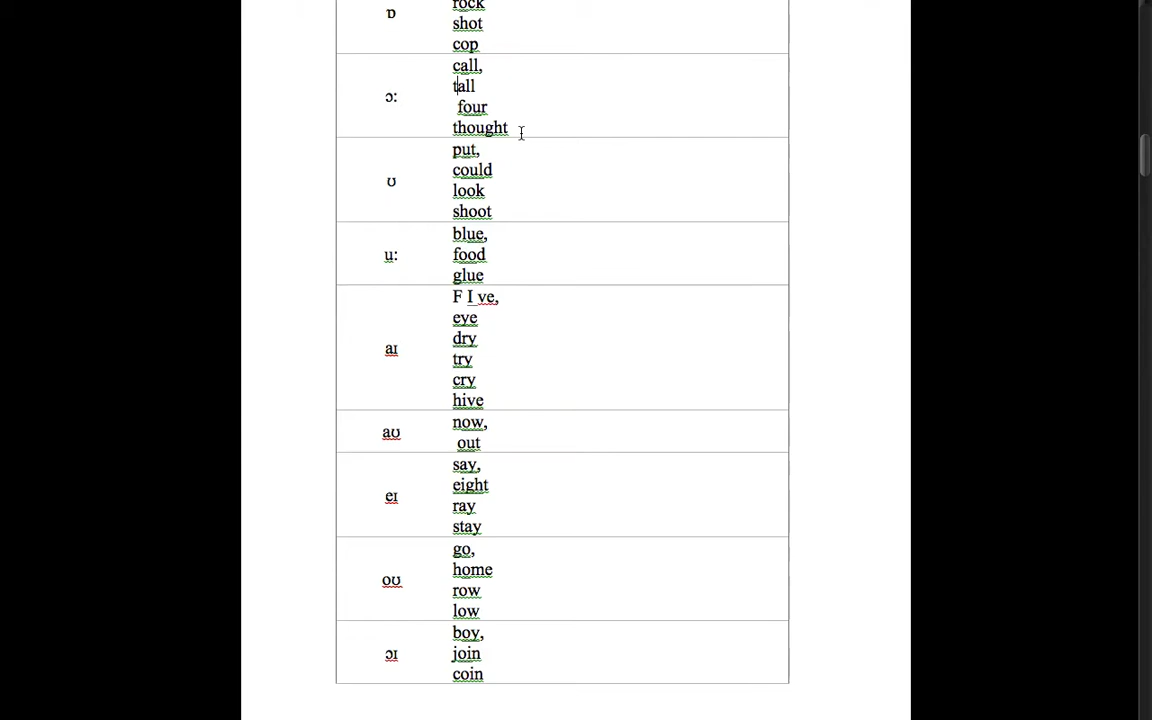 ɒ
rock
shot
cop
ɔ:
call,
tall
four
thought
ʊ
put,
could
look
shoot
u:
blue,
food
glue
aɪ
F I ve,
eye
dry
try
cry
hive
aʊ
now,
out
eɪ
say,
eight
ray
stay
oʊ
go,
home
row
low
ɔɪ
boy,
join
coin